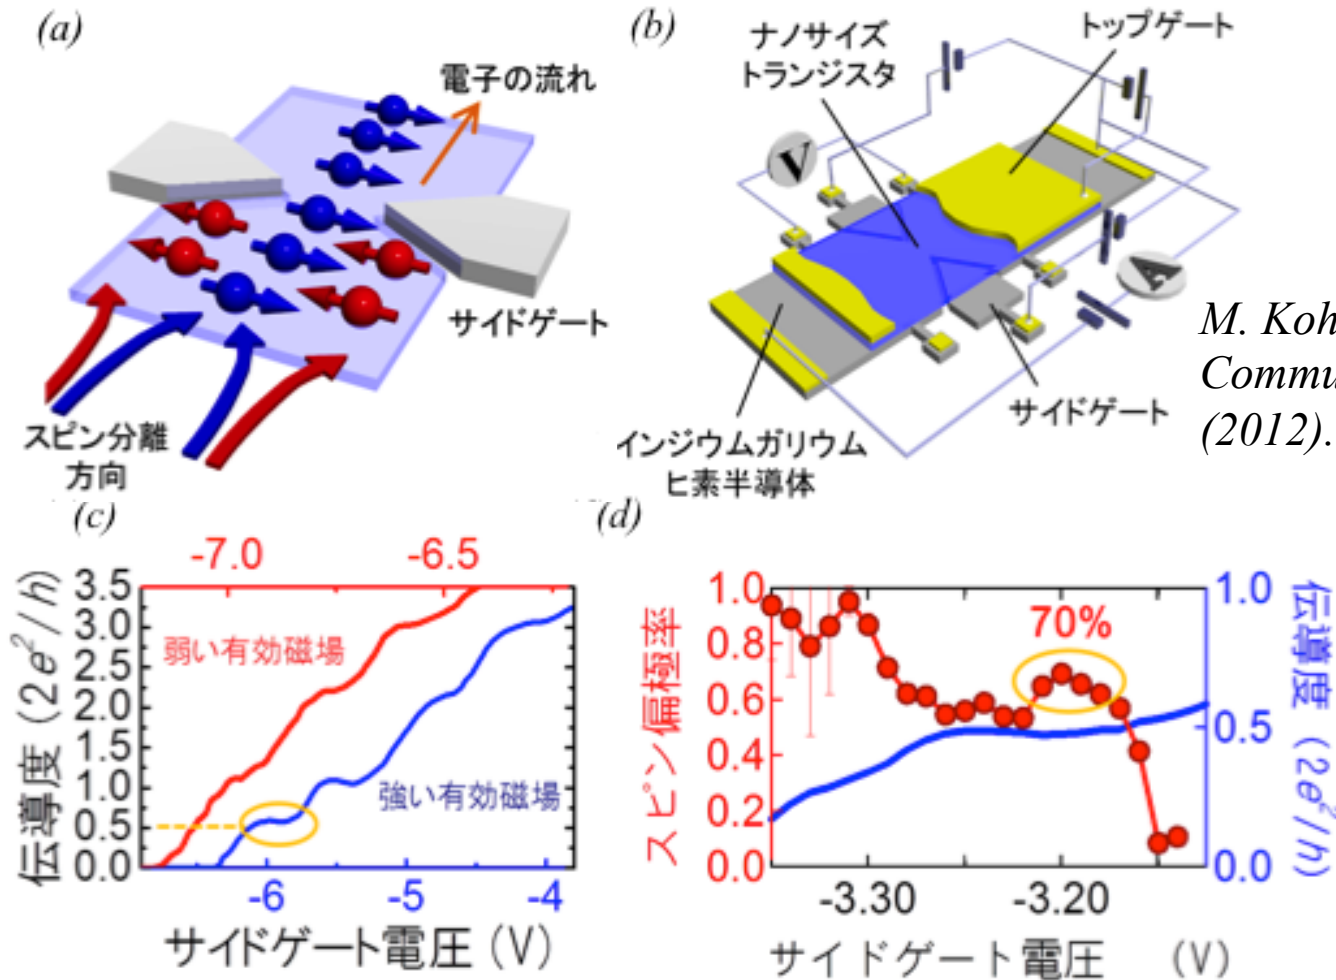 (a)
電子の流れ
サイドゲート
スピン分離
方向
(b)
ナノサイズ
トランジスタ
トップゲート
V
A
サイドゲート
インジウムガリウム
ヒ素半導体
M. Koh
Commu
(2012).
(c)
-7.0 -6.5
伝導度 (2e²/h)
3.5
3.0
2.5
2.0
1.5
1.0
0.5
0.0
弱い有効磁場
強い有効磁場
-6 -5 -4
サイドゲート電圧 (V)
(d)
スピン偏極率
1.0
0.8
0.6
0.4
0.2
0.0
70%
1.0
0.5
0.0
伝導度 (2e²/h)
-3.30 -3.20
サイドゲート電圧 (V)